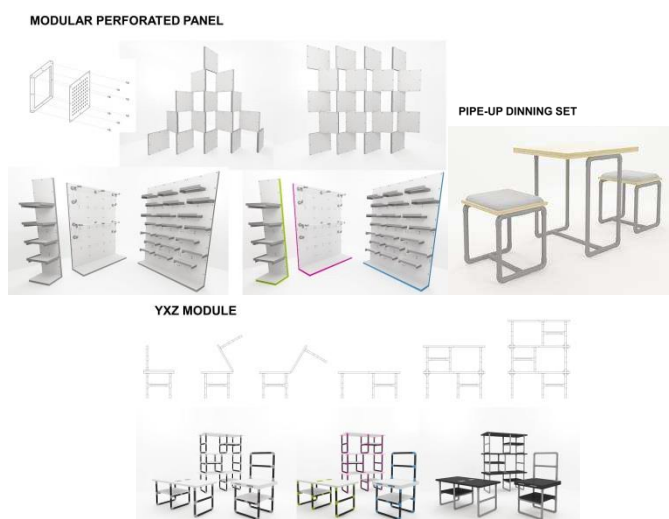 MODULAR PERFORATED PANEL
PIPE-UP DINNING SET
YXZ MODULE